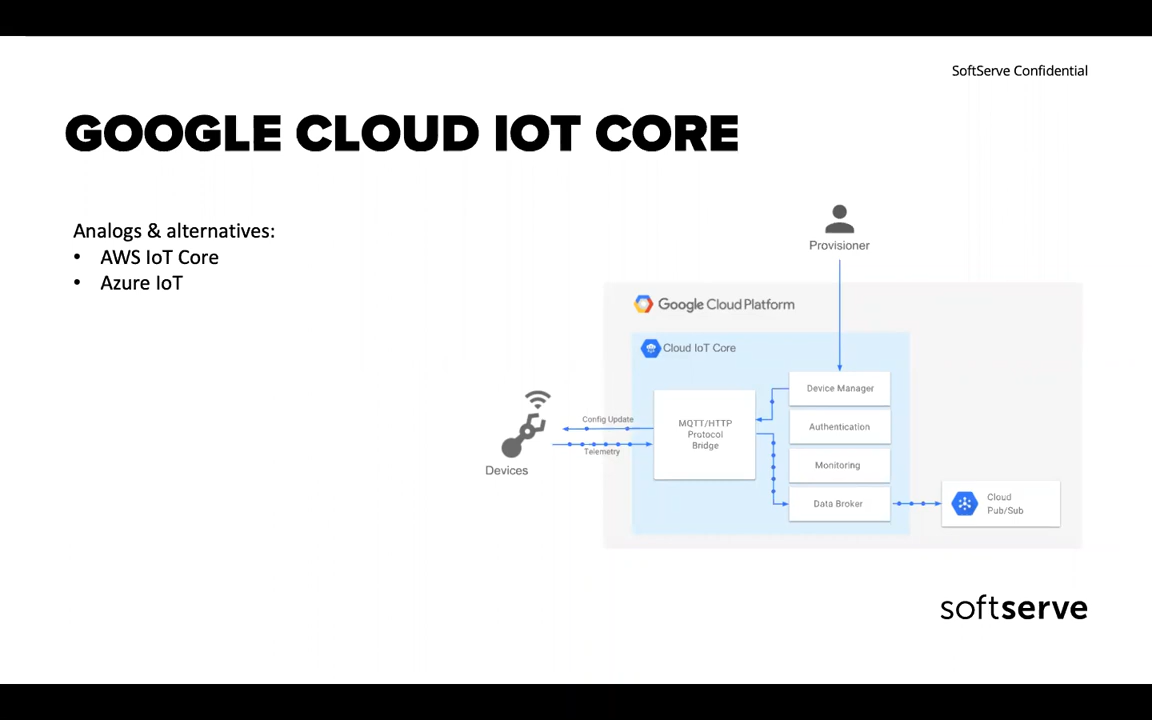 SoftServe Confidential
GOOGLE CLOUD IOT CORE
Analogs & alternatives:
• AWS IoT Core
• Azure IoT
Provisioner
Google Cloud Platform
Cloud IoT Core
Device Manager
Config Update
MQTT/HTTP
Protocol
Bridge
Authentication
Telemetry
Devices
Monitoring
Data Broker
Cloud
Pub/Sub
softserve